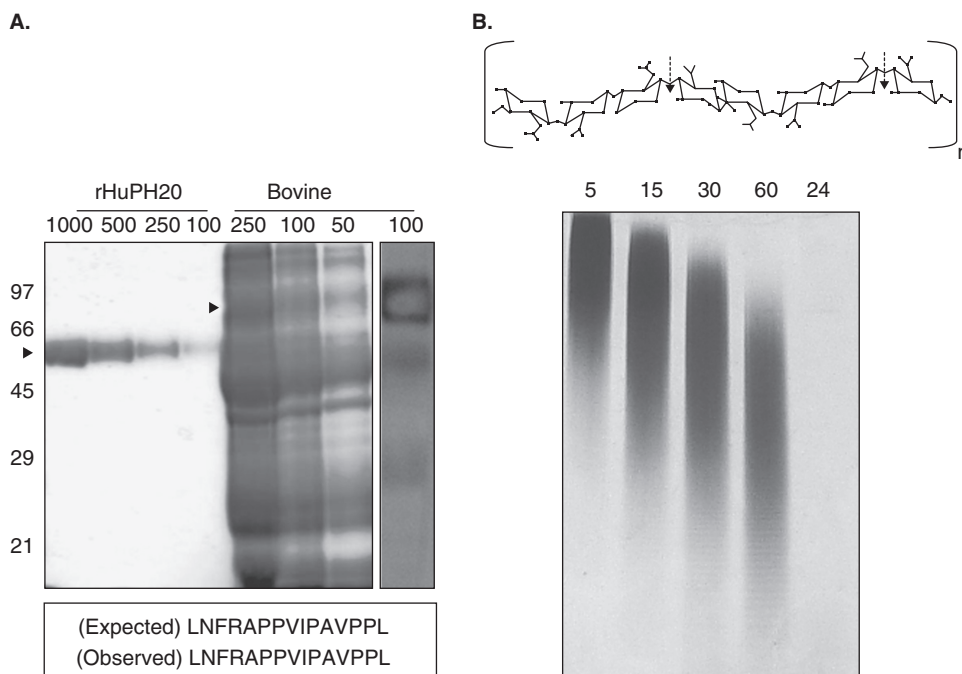 A.
rHuPH20 Bovine
1000 500 250 100 250 100 50 100
97
66
45
29
21
(Expected) LNFRAPPVIPAVPPL
(Observed) LNFRAPPVIPAVPPL
B.
5 15 30 60 24